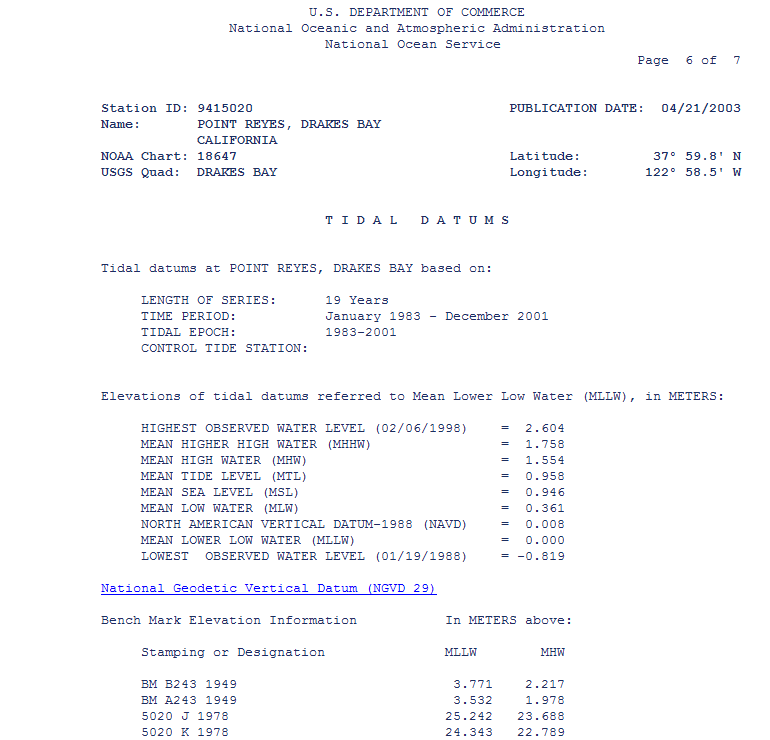 U.S. DEPARTMENT OF COMMERCE
National Oceanic and Atmospheric Administration
National Ocean Service
Page 6 of 7
Station ID: 9415020 PUBLICATION DATE: 04/21/2003
Name: POINT REYES, DRAKES BAY
CALIFORNIA
NOAA Chart: 18647 Latitude: 37° 59.8' N
USGS Quad: DRAKES BAY Longitude: 122° 58.5' W
T I D A L D A T U M S
Tidal datums at POINT REYES, DRAKES BAY based on:
LENGTH OF SERIES: 19 Years
TIME PERIOD: January 1983 - December 2001
TIDAL EPOCH: 1983-2001
CONTROL TIDE STATION:
Elevations of tidal datums referred to Mean Lower Low Water (MLLW), in METERS:
HIGHEST OBSERVED WATER LEVEL (02/06/1998) = 2.604
MEAN HIGHER HIGH WATER (MHHW) = 1.758
MEAN HIGH WATER (MHW) = 1.554
MEAN TIDE LEVEL (MTL) = 0.958
MEAN SEA LEVEL (MSL) = 0.946
MEAN LOW WATER (MLW) = 0.361
NORTH AMERICAN VERTICAL DATUM-1988 (NAVD) = 0.008
MEAN LOWER LOW WATER (MLLW) = 0.000
LOWEST OBSERVED WATER LEVEL (01/19/1988) = -0.819
National Geodetic Vertical Datum (NGVD 29)
Bench Mark Elevation Information In METERS above:
Stamping or Designation MLLW MHW
BM B243 1949 3.771 2.217
BM A243 1949 3.532 1.978
5020 J 1978 25.242 23.688
5020 K 1978 24.343 22.789